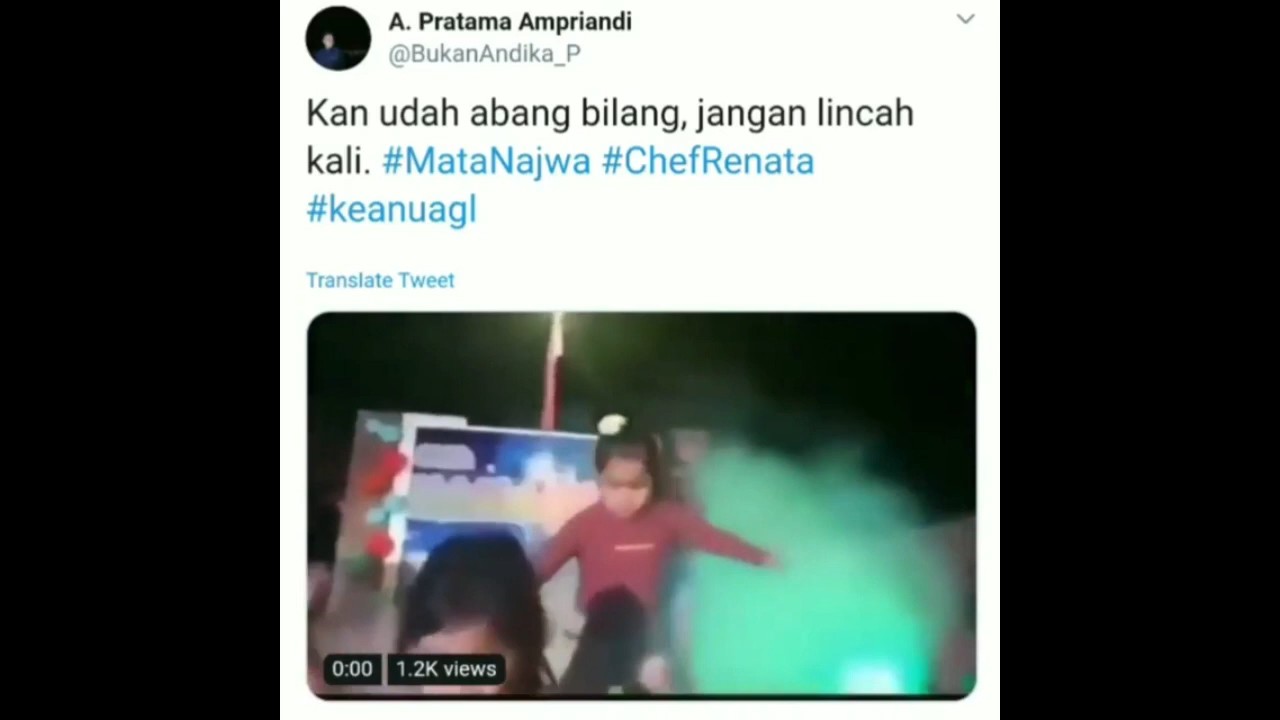 A. Pratama Ampriandi
@BukanAndika_P
Kan udah abang bilang, jangan lincah
kali. #MataNajwa #ChefRenata
#keanuagl
Translate Tweet
0:00 1.2K views